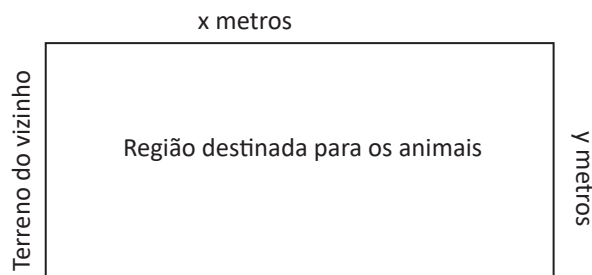 x metros
Terreno do vizinho
Região destinada para os animais
y metros